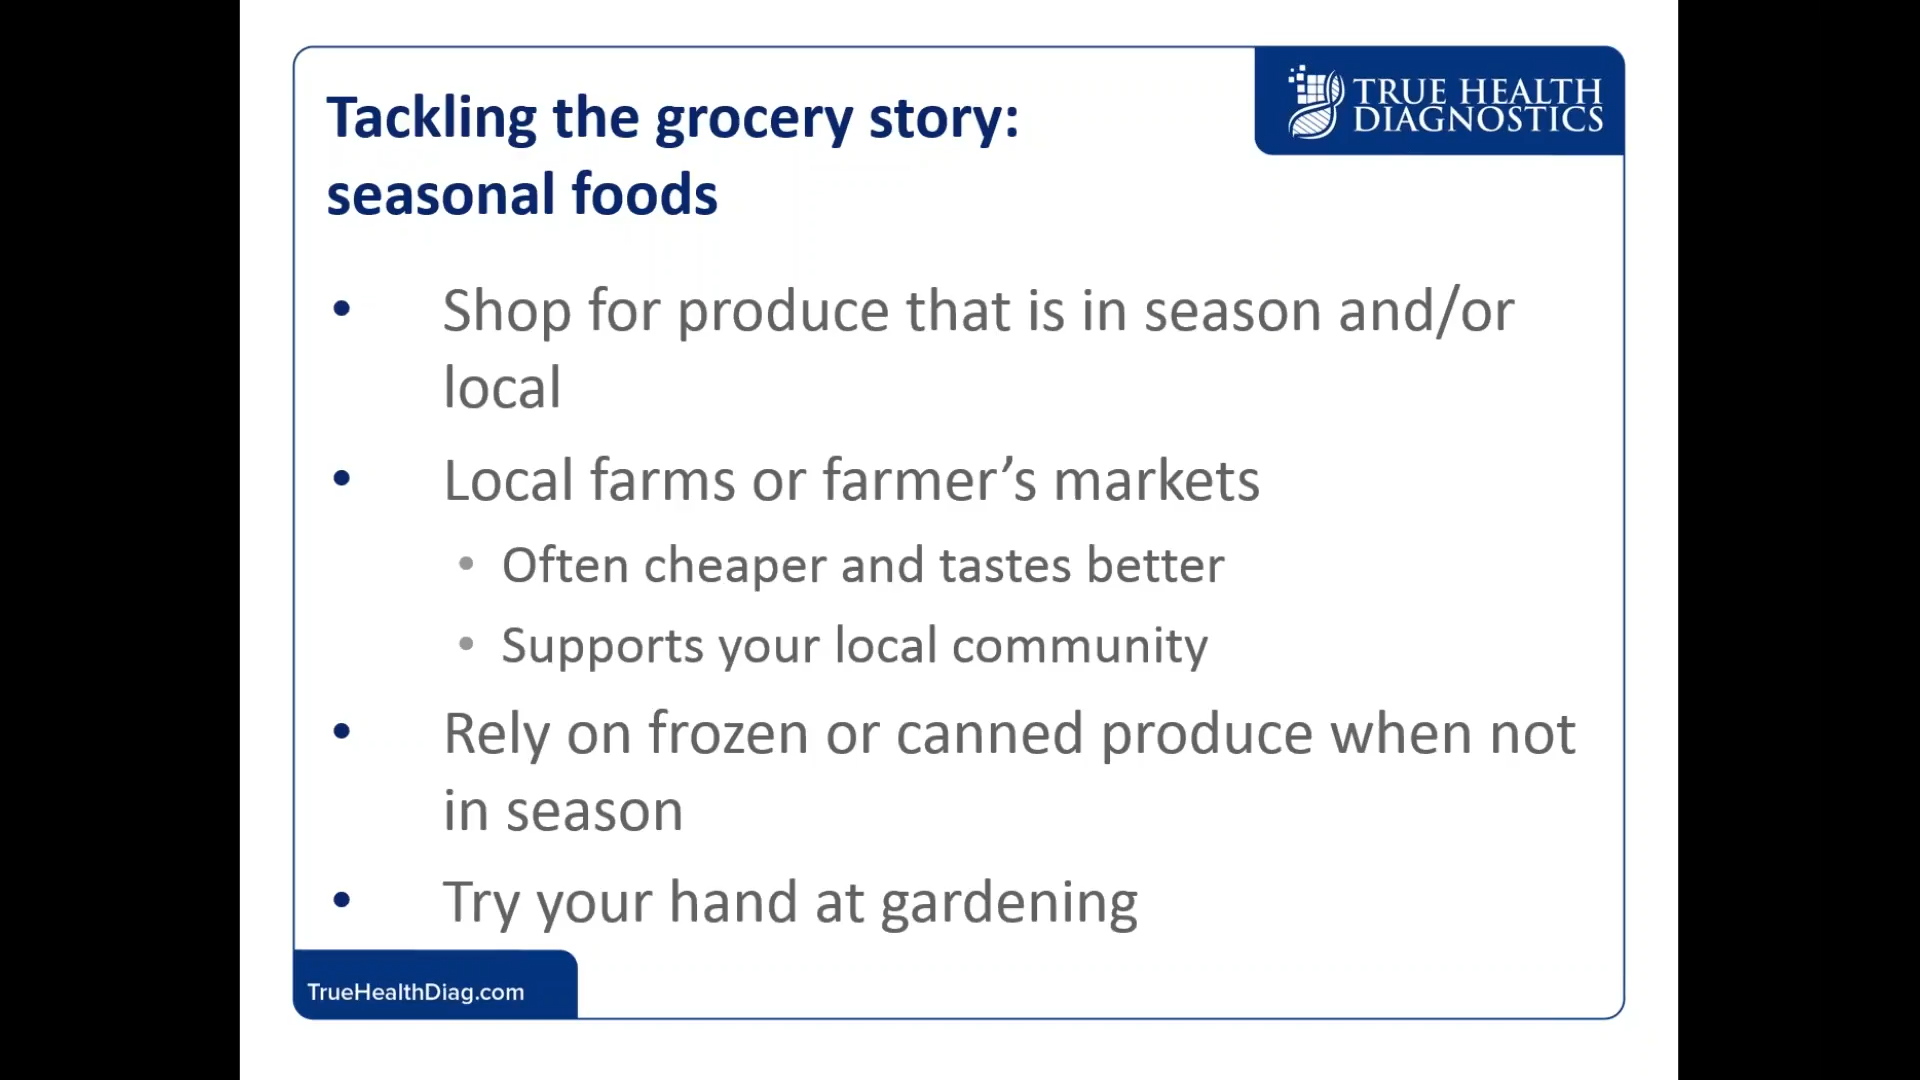 Tackling the grocery story:
seasonal foods
TRUE HEALTH
DIAGNOSTICS
• Shop for produce that is in season and/or
local
• Local farms or farmer’s markets
• Often cheaper and tastes better
• Supports your local community
• Rely on frozen or canned produce when not
in season
• Try your hand at gardening
TrueHealthDiag.com